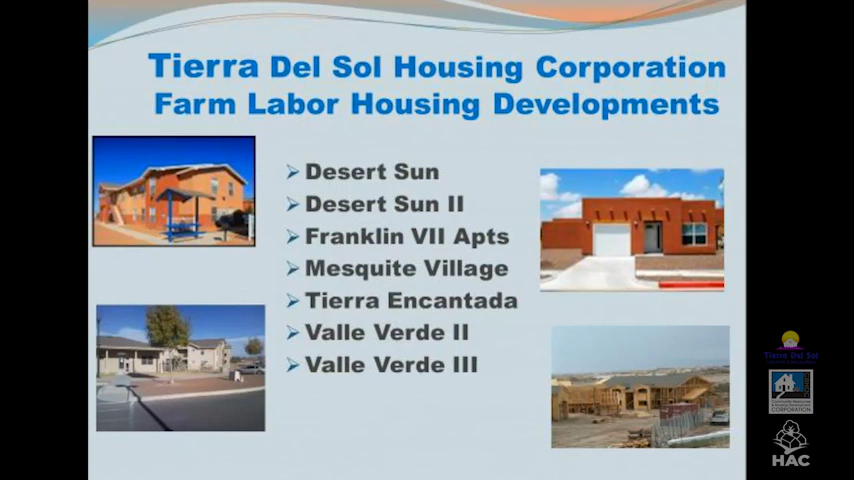 Tierra Del Sol Housing Corporation
Farm Labor Housing Developments
Desert Sun
Desert Sun II
Franklin VII Apts
Mesquite Village
Tierra Encantada
Valle Verde II
Valle Verde III
Tierra Del Sol
CORPORATION
HAC